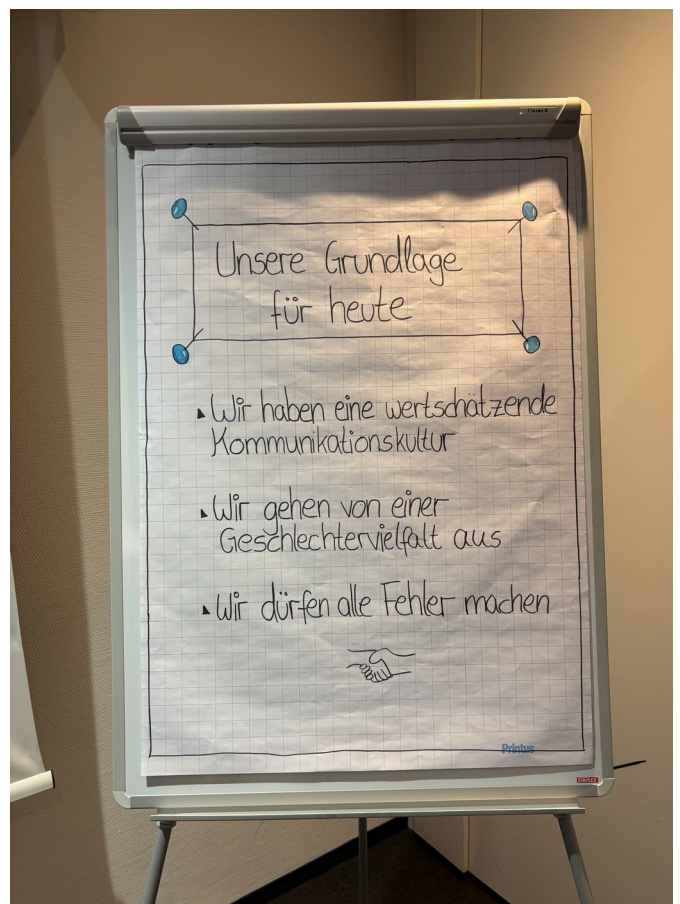 Unsere Grundlage
für heute
Wir haben eine wertschätzende
Kommunikationskultur
Wir gehen von einer
Geschlechtervielfalt aus
Wir dürfen alle Fehler machen
Printus
STAPLES